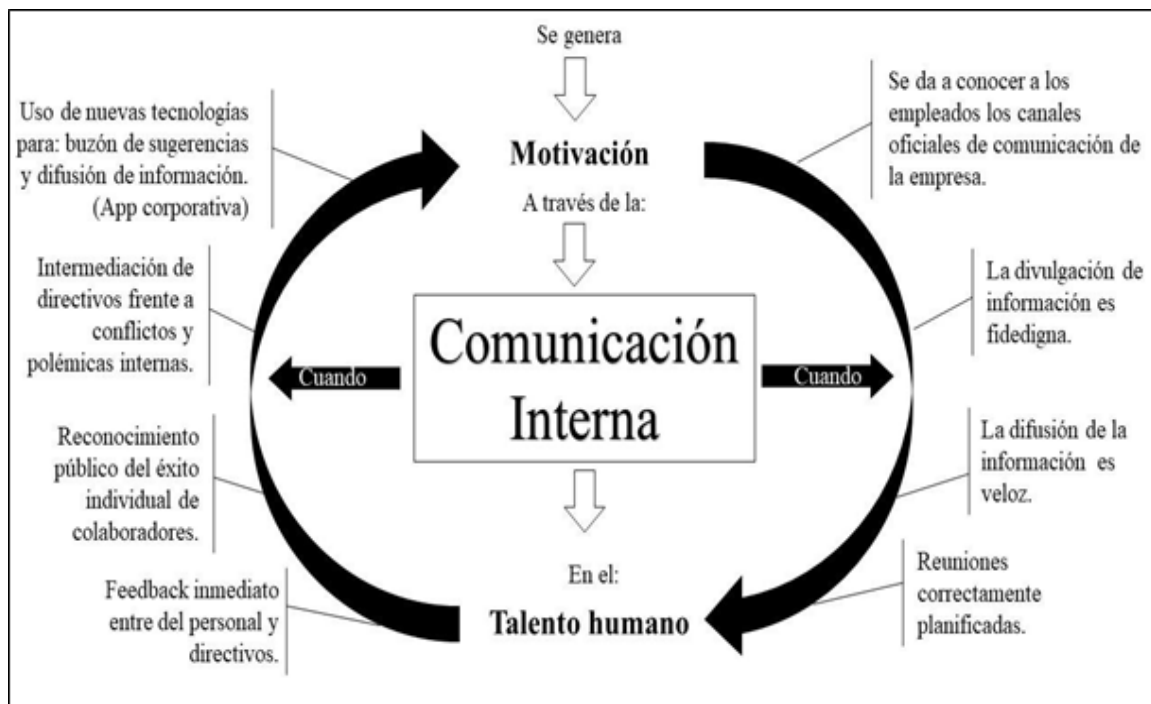 Se genera
Motivación
A través de la:
Comunicación
Interna
En el:
Talento humano
Cuando
Cuando
Se da a conocer a los
empleados los canales
oficiales de comunicación de
la empresa.
La divulgación de
información es
fidedigna.
La difusión de la
información es
veloz.
Reuniones
correctamente
planificadas.
Feedback inmediato
entre del personal y
directivos.
Reconocimiento
público del éxito
individual de
colaboradores.
Intermediación de
directivos frente a
conflictos y
polémicas internas.
Uso de nuevas tecnologías
para: buzón de sugerencias
y difusión de información.
(App corporativa)